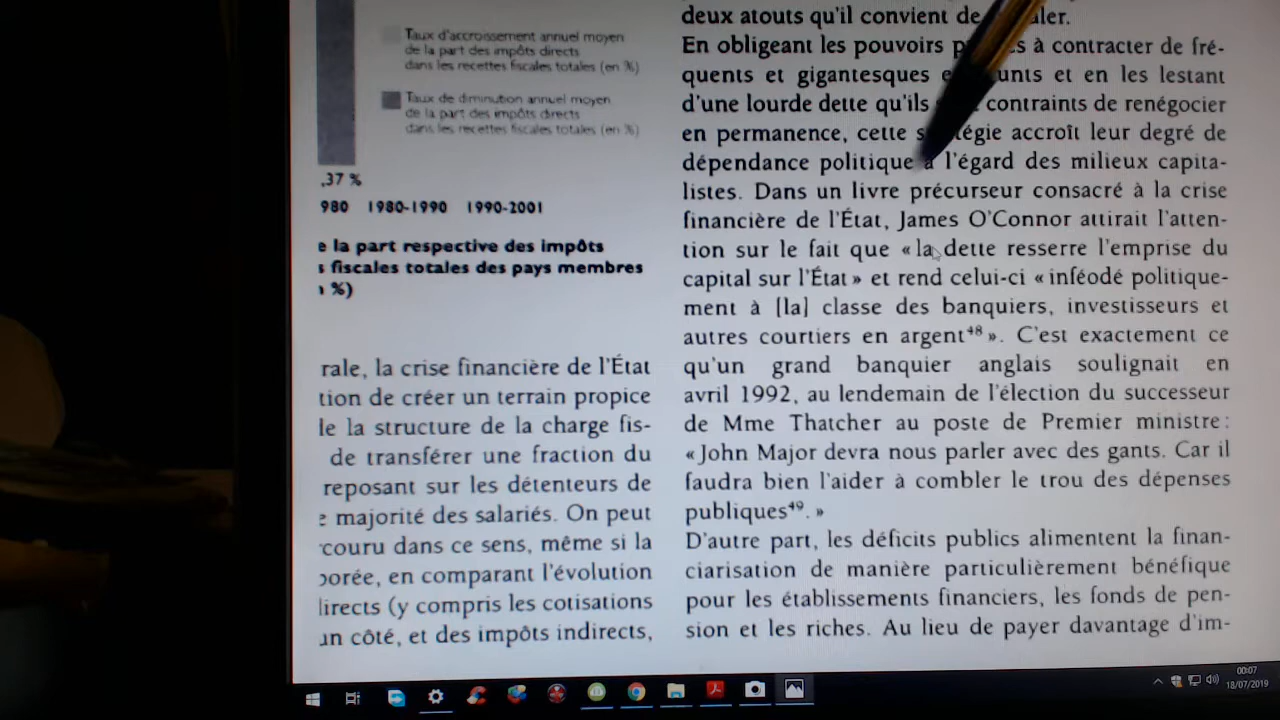 Taux d'accroissement annuel moyen
de la part des impôts directs
dans les recettes fiscales totales (en %)
Taux de diminution annuel moyen
de la part des impôts directs
dans les recettes fiscales totales (en %)
,37 %
980 1980-1990 1990-2001
e la part respective des impôts
s fiscales totales des pays membres
%)
rale, la crise financière de l'État
tion de créer un terrain propice
le la structure de la charge fis-
de transférer une fraction du
reposant sur les détenteurs de
majorité des salariés. On peut
couru dans ce sens, même si la
orée, en comparant l'évolution
lirects (y compris les cotisations
un côté, et des impôts indirects,
deux atouts qu'il convient de aler.
En obligeant les pouvoirs p s à contracter de fré-
quents et gigantesques e unts et en les lestant
d'une lourde dette qu'ils contraints de renégocier
en permanence, cette s tégie accroît leur degré de
dépendance politique à l'égard des milieux capita-
listes. Dans un livre précurseur consacré à la crise
financière de l'État, James O'Connor attirait l'atten-
tion sur le fait que « la dette resserre l'emprise du
capital sur l'État » et rend celui-ci « inféodé politique-
ment à [la] classe des banquiers, investisseurs et
autres courtiers en argent⁴⁸ ». C'est exactement ce
qu'un grand banquier anglais soulignait en
avril 1992, au lendemain de l'élection du successeur
de Mme Thatcher au poste de Premier ministre :
« John Major devra nous parler avec des gants. Car il
faudra bien l'aider à combler le trou des dépenses
publiques⁴⁹. »
D'autre part, les déficits publics alimentent la finan-
ciarisation de manière particulièrement bénéfique
pour les établissements financiers, les fonds de pen-
sion et les riches. Au lieu de payer davantage d'im-
00:07
18/07/2019